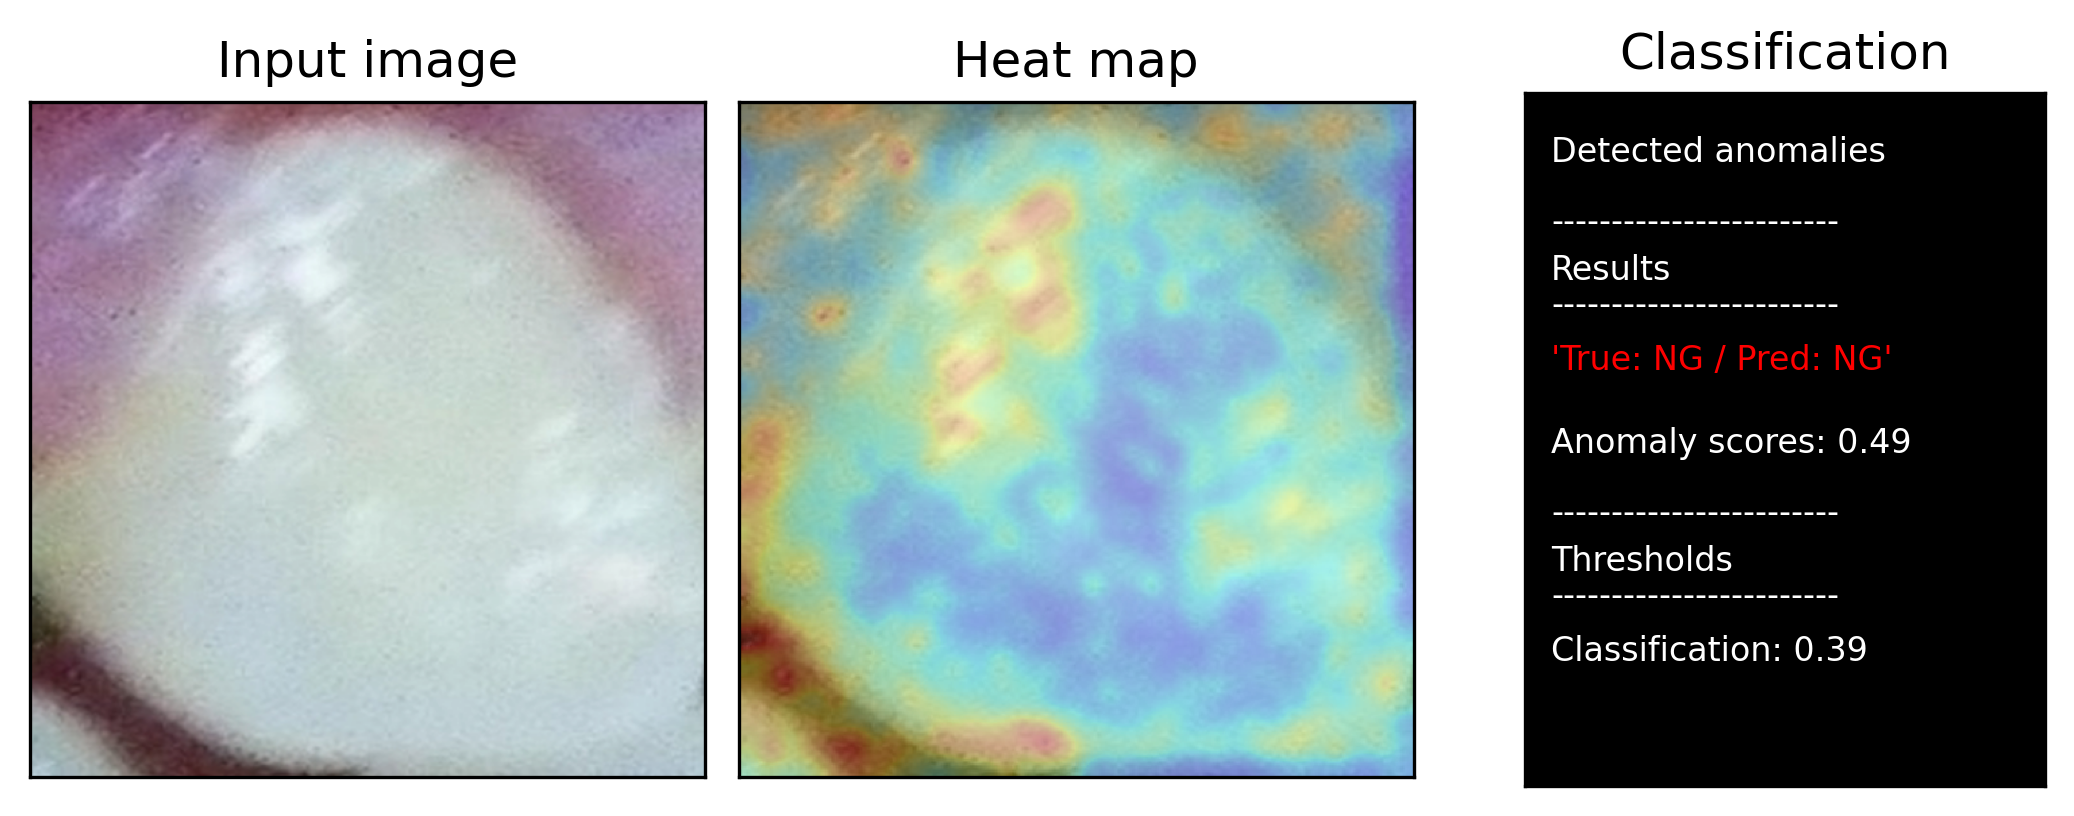 Input image
Heat map
Classification
Detected anomalies
------------------------
Results
------------------------
'True: NG / Pred: NG'
Anomaly scores: 0.49
------------------------
Thresholds
------------------------
Classification: 0.39